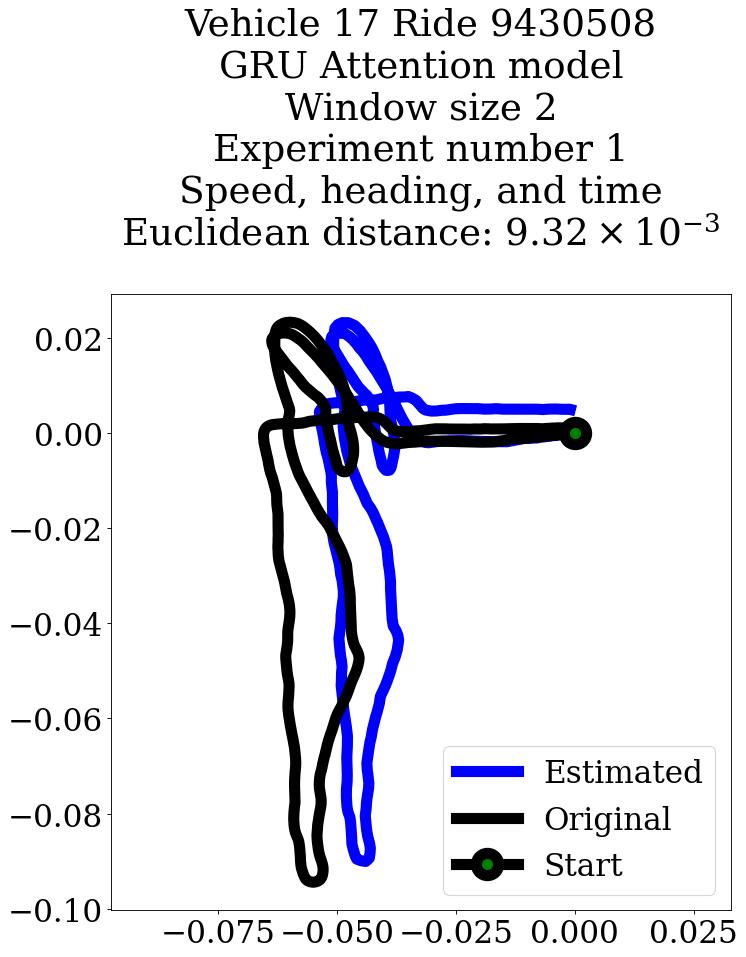 Vehicle 17 Ride 9430508
GRU Attention model
Window size 2
Experiment number 1
Speed, heading, and time
Euclidean distance: 9.32 × 10⁻³
0.02
0.00
−0.02
−0.04
−0.06
−0.08
−0.10
−0.075 −0.050 −0.025 0.000 0.025
Estimated
Original
Start